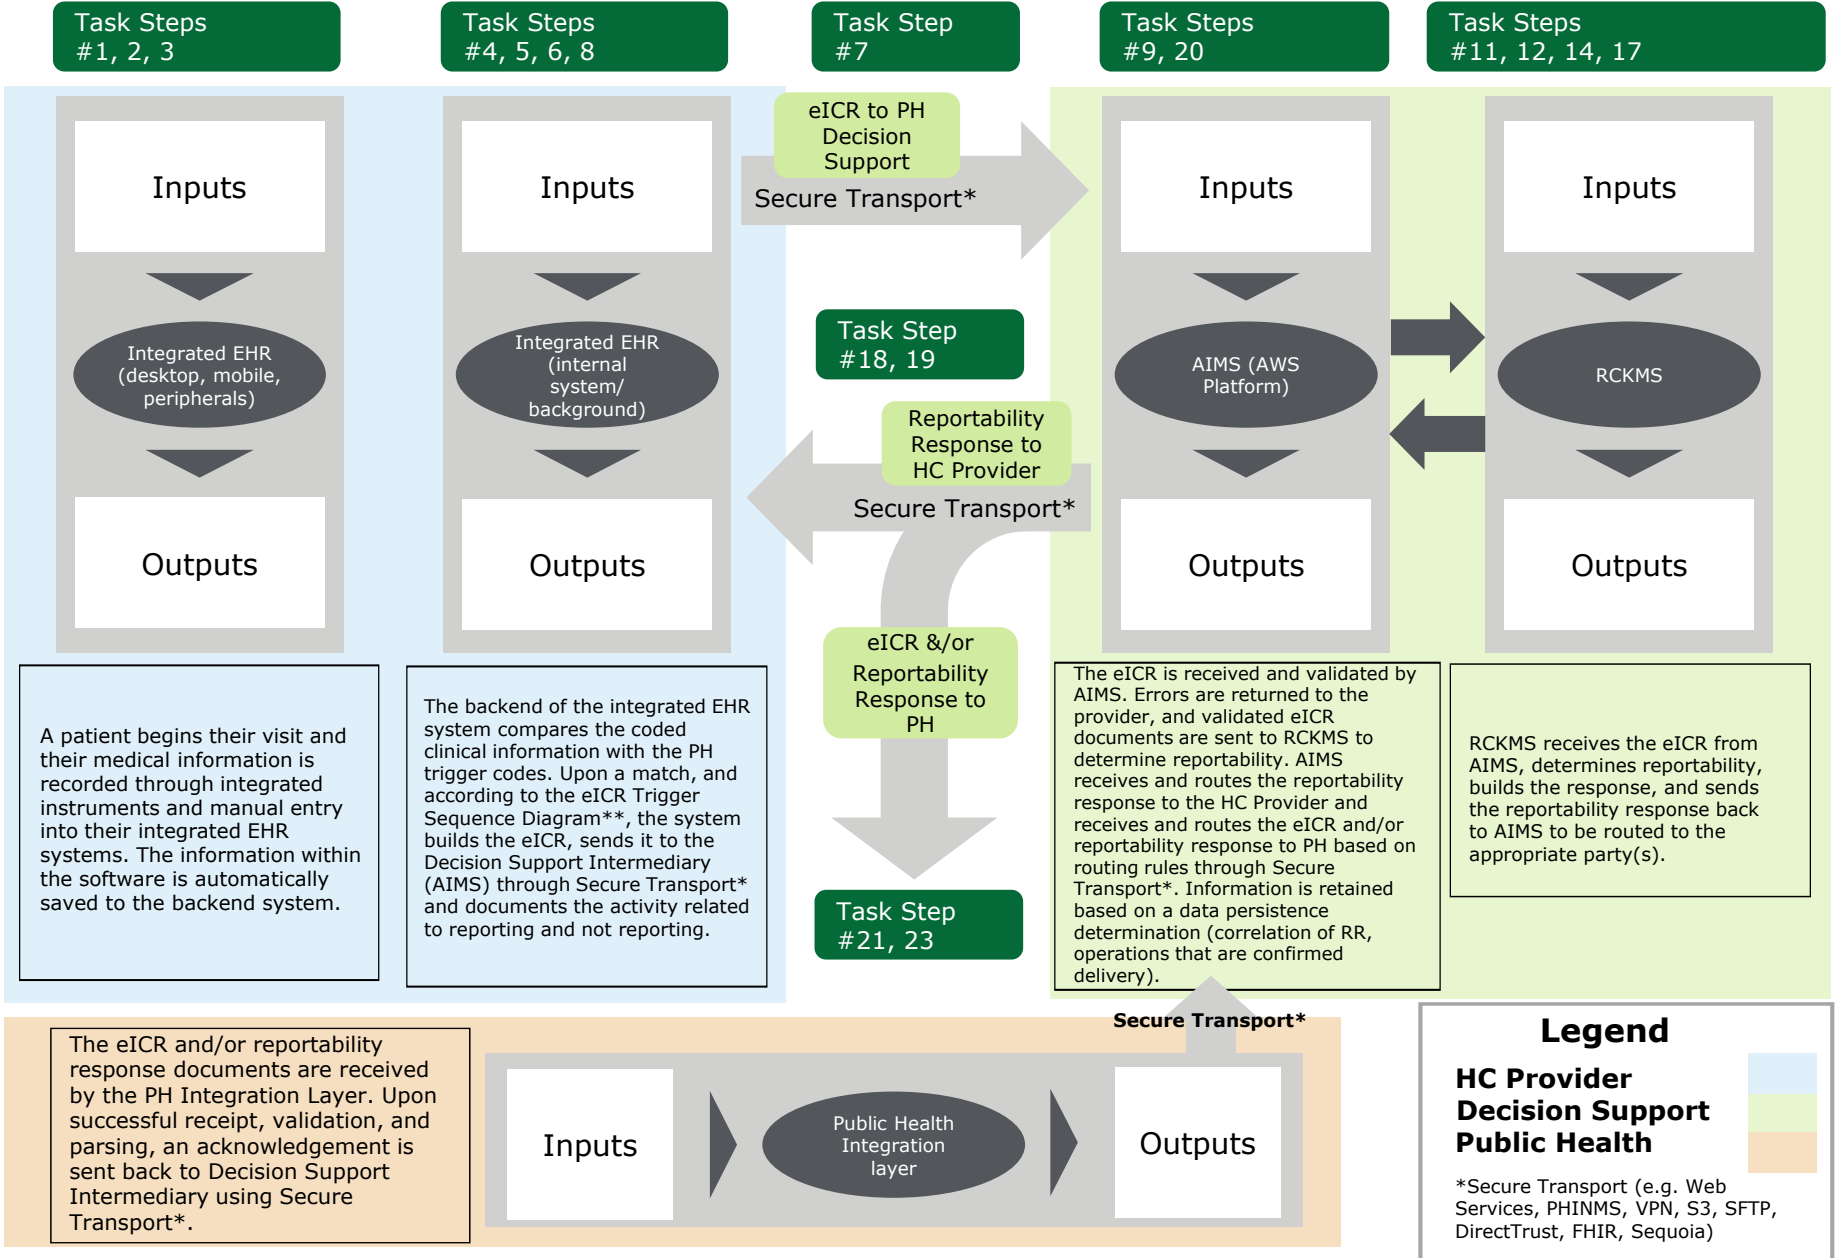 Task Steps
#1, 2, 3
Task Steps
#4, 5, 6, 8
Task Step
#7
Task Steps
#9, 20
Task Steps
#11, 12, 14, 17
Inputs
Integrated EHR
(desktop, mobile,
peripherals)
Outputs
Inputs
Integrated EHR
(internal
system/
background)
Outputs
eICR to PH
Decision
Support
Secure Transport*
Task Step
#18, 19
Reportability
Response to
HC Provider
Secure Transport*
eICR &/or
Reportability
Response to
PH
Task Step
#21, 23
Inputs
AIMS (AWS
Platform)
Outputs
Inputs
RCKMS
Outputs
A patient begins their visit and
their medical information is
recorded through integrated
instruments and manual entry
into their integrated EHR
systems. The information within
the software is automatically
saved to the backend system.
The backend of the integrated EHR
system compares the coded
clinical information with the PH
trigger codes. Upon a match, and
according to the eICR Trigger
Sequence Diagram**, the system
builds the eICR, sends it to the
Decision Support Intermediary
(AIMS) through Secure Transport*
and documents the activity related
to reporting and not reporting.
The eICR is received and validated by
AIMS. Errors are returned to the
provider, and validated eICR
documents are sent to RCKMS to
determine reportability. AIMS
receives and routes the reportability
response to the HC Provider and
receives and routes the eICR and/or
reportability response to PH based on
routing rules through Secure
Transport*. Information is retained
based on a data persistence
determination (correlation of RR,
operations that are confirmed
delivery).
RCKMS receives the eICR from
AIMS, determines reportability,
builds the response, and sends
the reportability response back
to AIMS to be routed to the
appropriate party(s).
The eICR and/or reportability
response documents are received
by the PH Integration Layer. Upon
successful receipt, validation, and
parsing, an acknowledgement is
sent back to Decision Support
Intermediary using Secure
Transport*.
Inputs
Public Health
Integration
layer
Outputs
Secure Transport*
Legend
HC Provider
Decision Support
Public Health
*Secure Transport (e.g. Web
Services, PHINMS, VPN, S3, SFTP,
DirectTrust, FHIR, Sequoia)